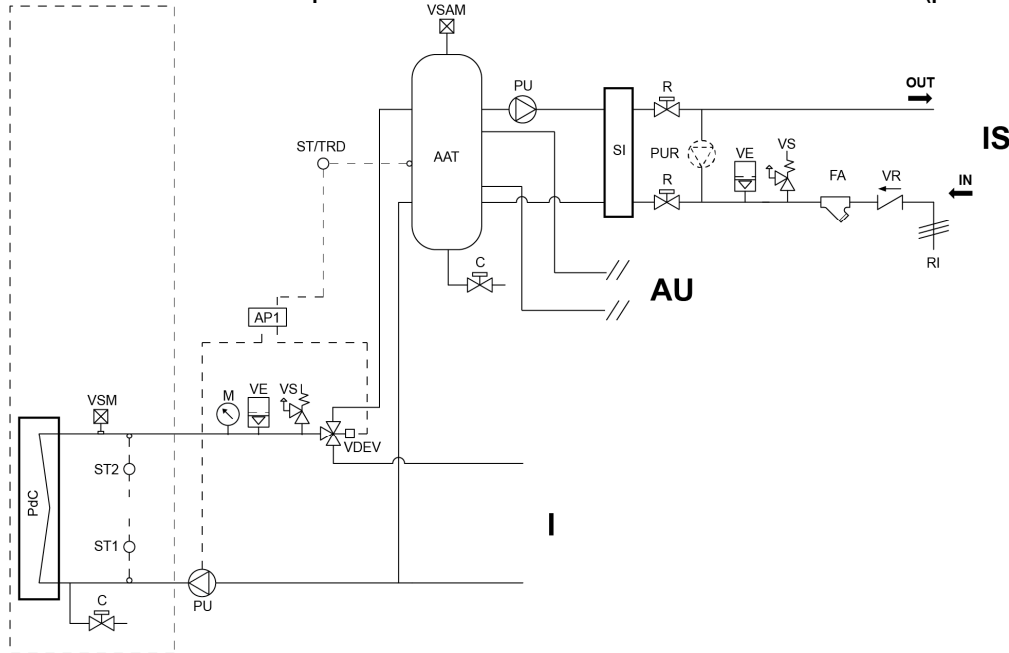 VSAM
PU
R
OUT
ST/TRD
AAT
SI
PUR
VE
VS
IS
R
FA
VR
IN
RI
C
AU
AP1
M
VE
VS
VSM
VDEV
ST2
PdC
I
ST1
C
PU